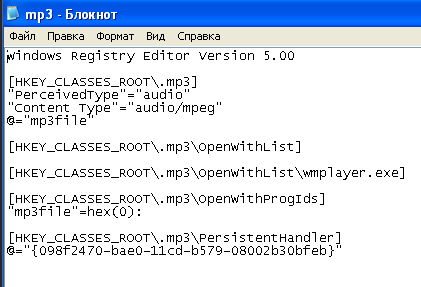 mp3 - Блокнот
Файл Правка Формат Вид Справка
Windows Registry Editor Version 5.00
[HKEY_CLASSES_ROOT\.mp3]
"PerceivedType"="audio"
"Content Type"="audio/mpeg"
@="mp3file"
[HKEY_CLASSES_ROOT\.mp3\OpenWithList]
[HKEY_CLASSES_ROOT\.mp3\OpenWithList\wmplayer.exe]
[HKEY_CLASSES_ROOT\.mp3\OpenWithProgIds]
"mp3file"=hex(0):
[HKEY_CLASSES_ROOT\.mp3\PersistentHandler]
@="{098f2470-bae0-11cd-b579-08002b30bfeb}"